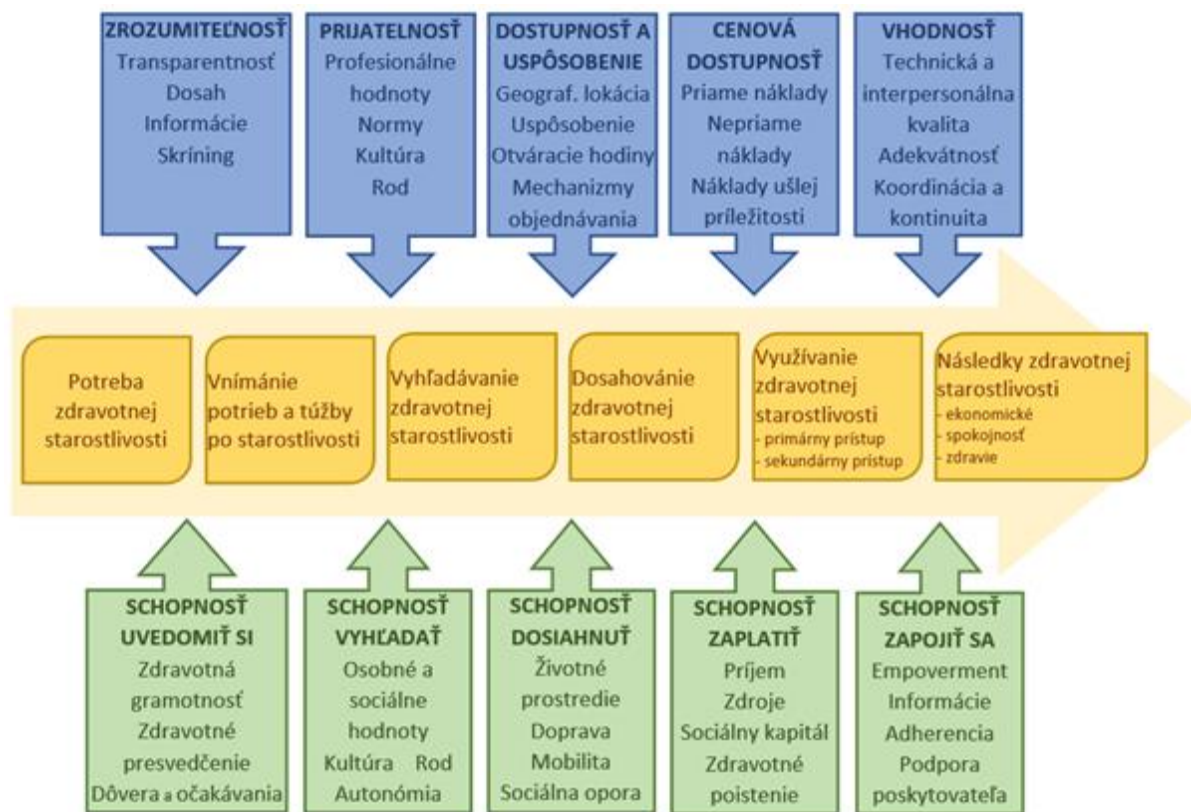 ZROZUMITEĽNOSŤ
Transparentnosť
Dosah
Informácie
Skríning
PRIJATELNOSŤ
Profesionálne
hodnoty
Normy
Kultúra
Rod
DOSTUPNOSŤ A
USPÔSOBENIE
Geograf. lokácia
Uspôsobenie
Otváracie hodiny
Mechanizmy
objednávania
CENOVÁ
DOSTUPNOSŤ
Priame náklady
Nepriame
náklady
Náklady ušlej
príležitosti
VHODNOSŤ
Technická a
interpersonálna
kvalita
Adekvátnosť
Koordinácia a
kontinuita
Potreba
zdravotnej
starostlivosti
Vnímánie
potrieb a túžby
po starostlivosti
Vyhľadávanie
zdravotnej
starostlivosti
Dosahovánie
zdravotnej
starostlivosti
Využívanie
zdravotnej
starostlivosti
- primárny prístup
- sekundárny prístup
Následky zdravotnej
starostlivosti
- ekonomické
- spokojnosť
- zdravie
SCHOPNOSŤ
UVEDOMIŤ SI
Zdravotná
gramotnosť
Zdravotné
presvedčenie
Dôvera a očakávania
SCHOPNOSŤ
VYHĽADAŤ
Osobné a
sociálne
hodnoty
Kultúra Rod
Autonómia
SCHOPNOSŤ
DOSIAHNUŤ
Životné
prostredie
Doprava
Mobilita
Sociálna opora
SCHOPNOSŤ
ZAPLATIŤ
Príjem
Zdroje
Sociálny kapitál
Zdravotné
poistenie
SCHOPNOSŤ
ZAPOJIŤ SA
Empoverment
Informácie
Adherencia
Podpora
poskytovateľa